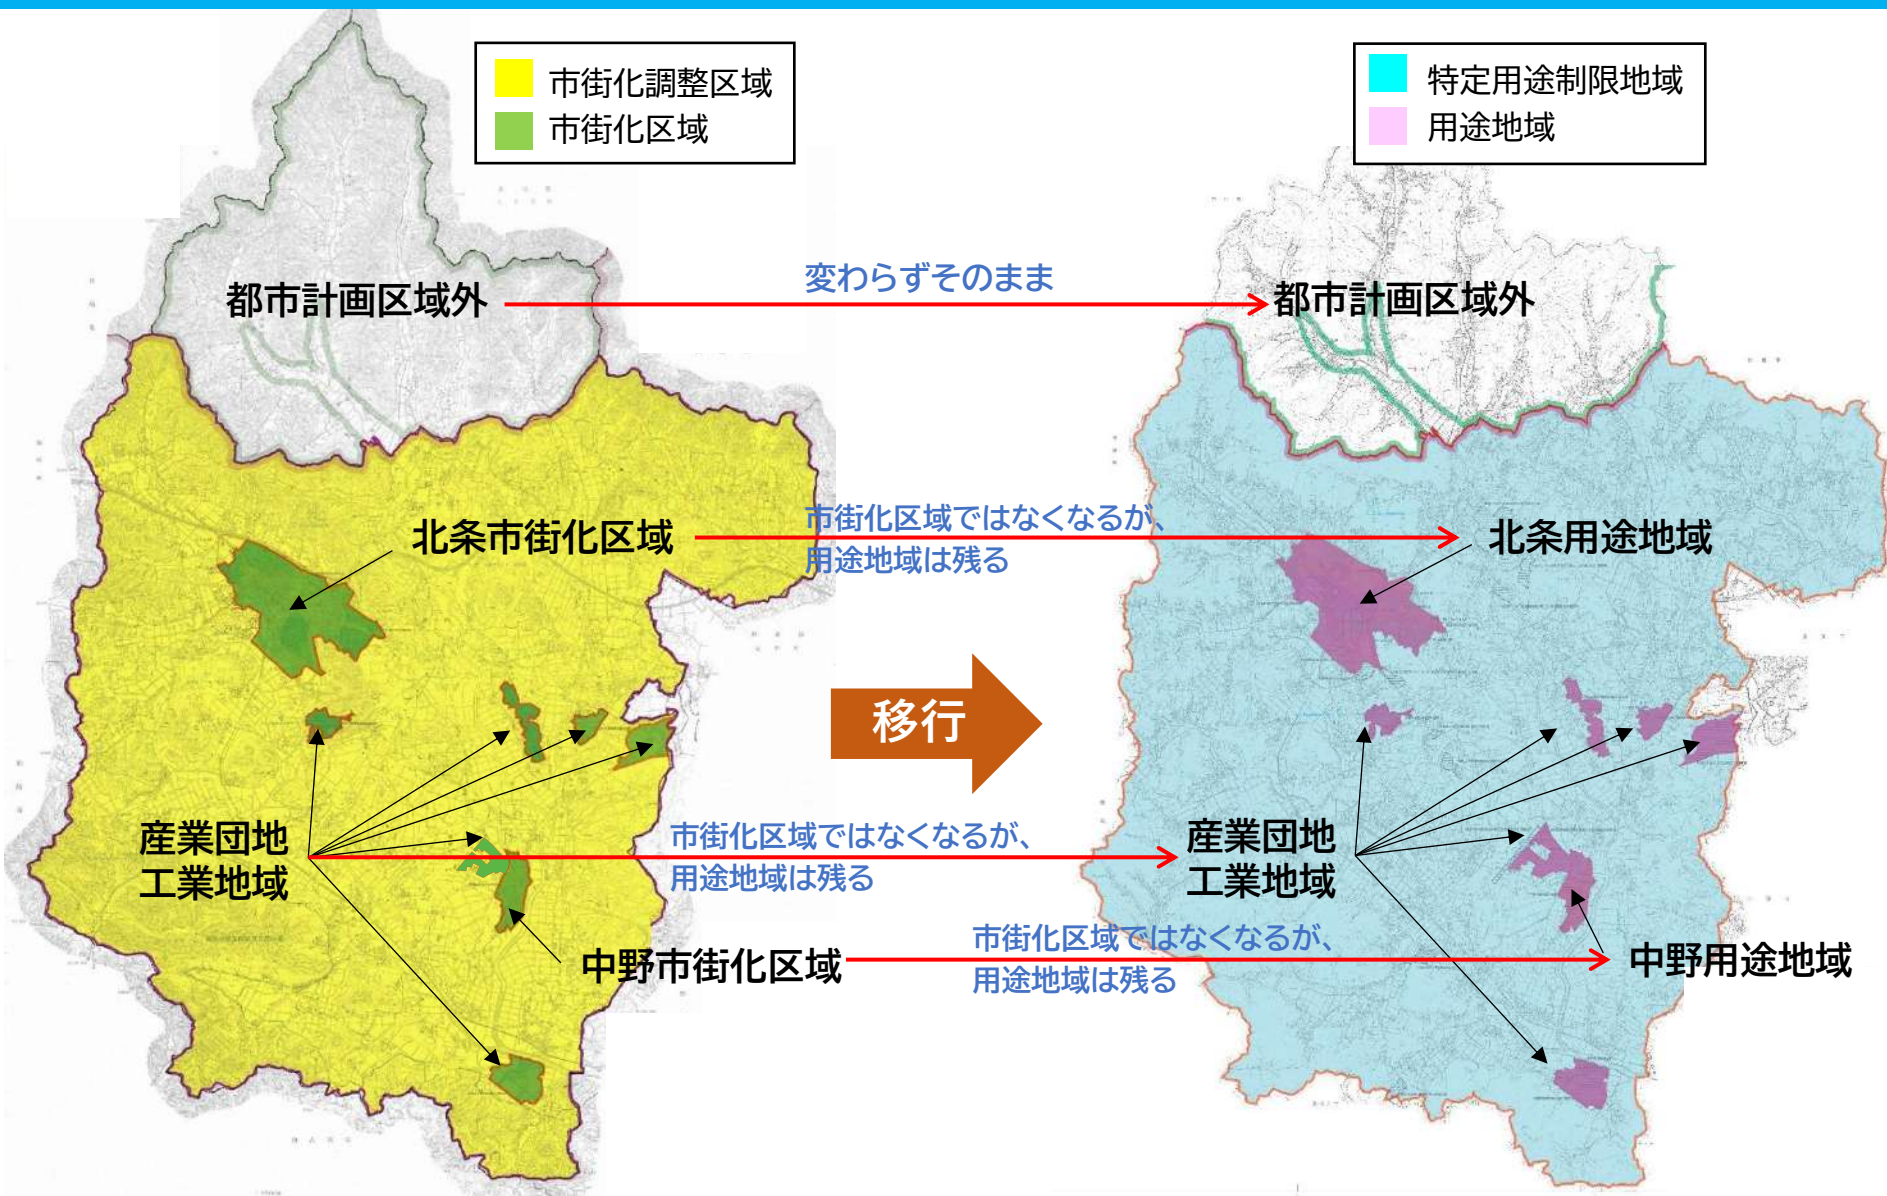 市街化調整区域
市街化区域
特定用途制限地域
用途地域
都市計画区域外
変わらずそのまま
都市計画区域外
北条市街化区域
市街化区域ではなくなるが、
用途地域は残る
北条用途地域
移行
産業団地
工業地域
市街化区域ではなくなるが、
用途地域は残る
産業団地
工業地域
中野市街化区域
市街化区域ではなくなるが、
用途地域は残る
中野用途地域